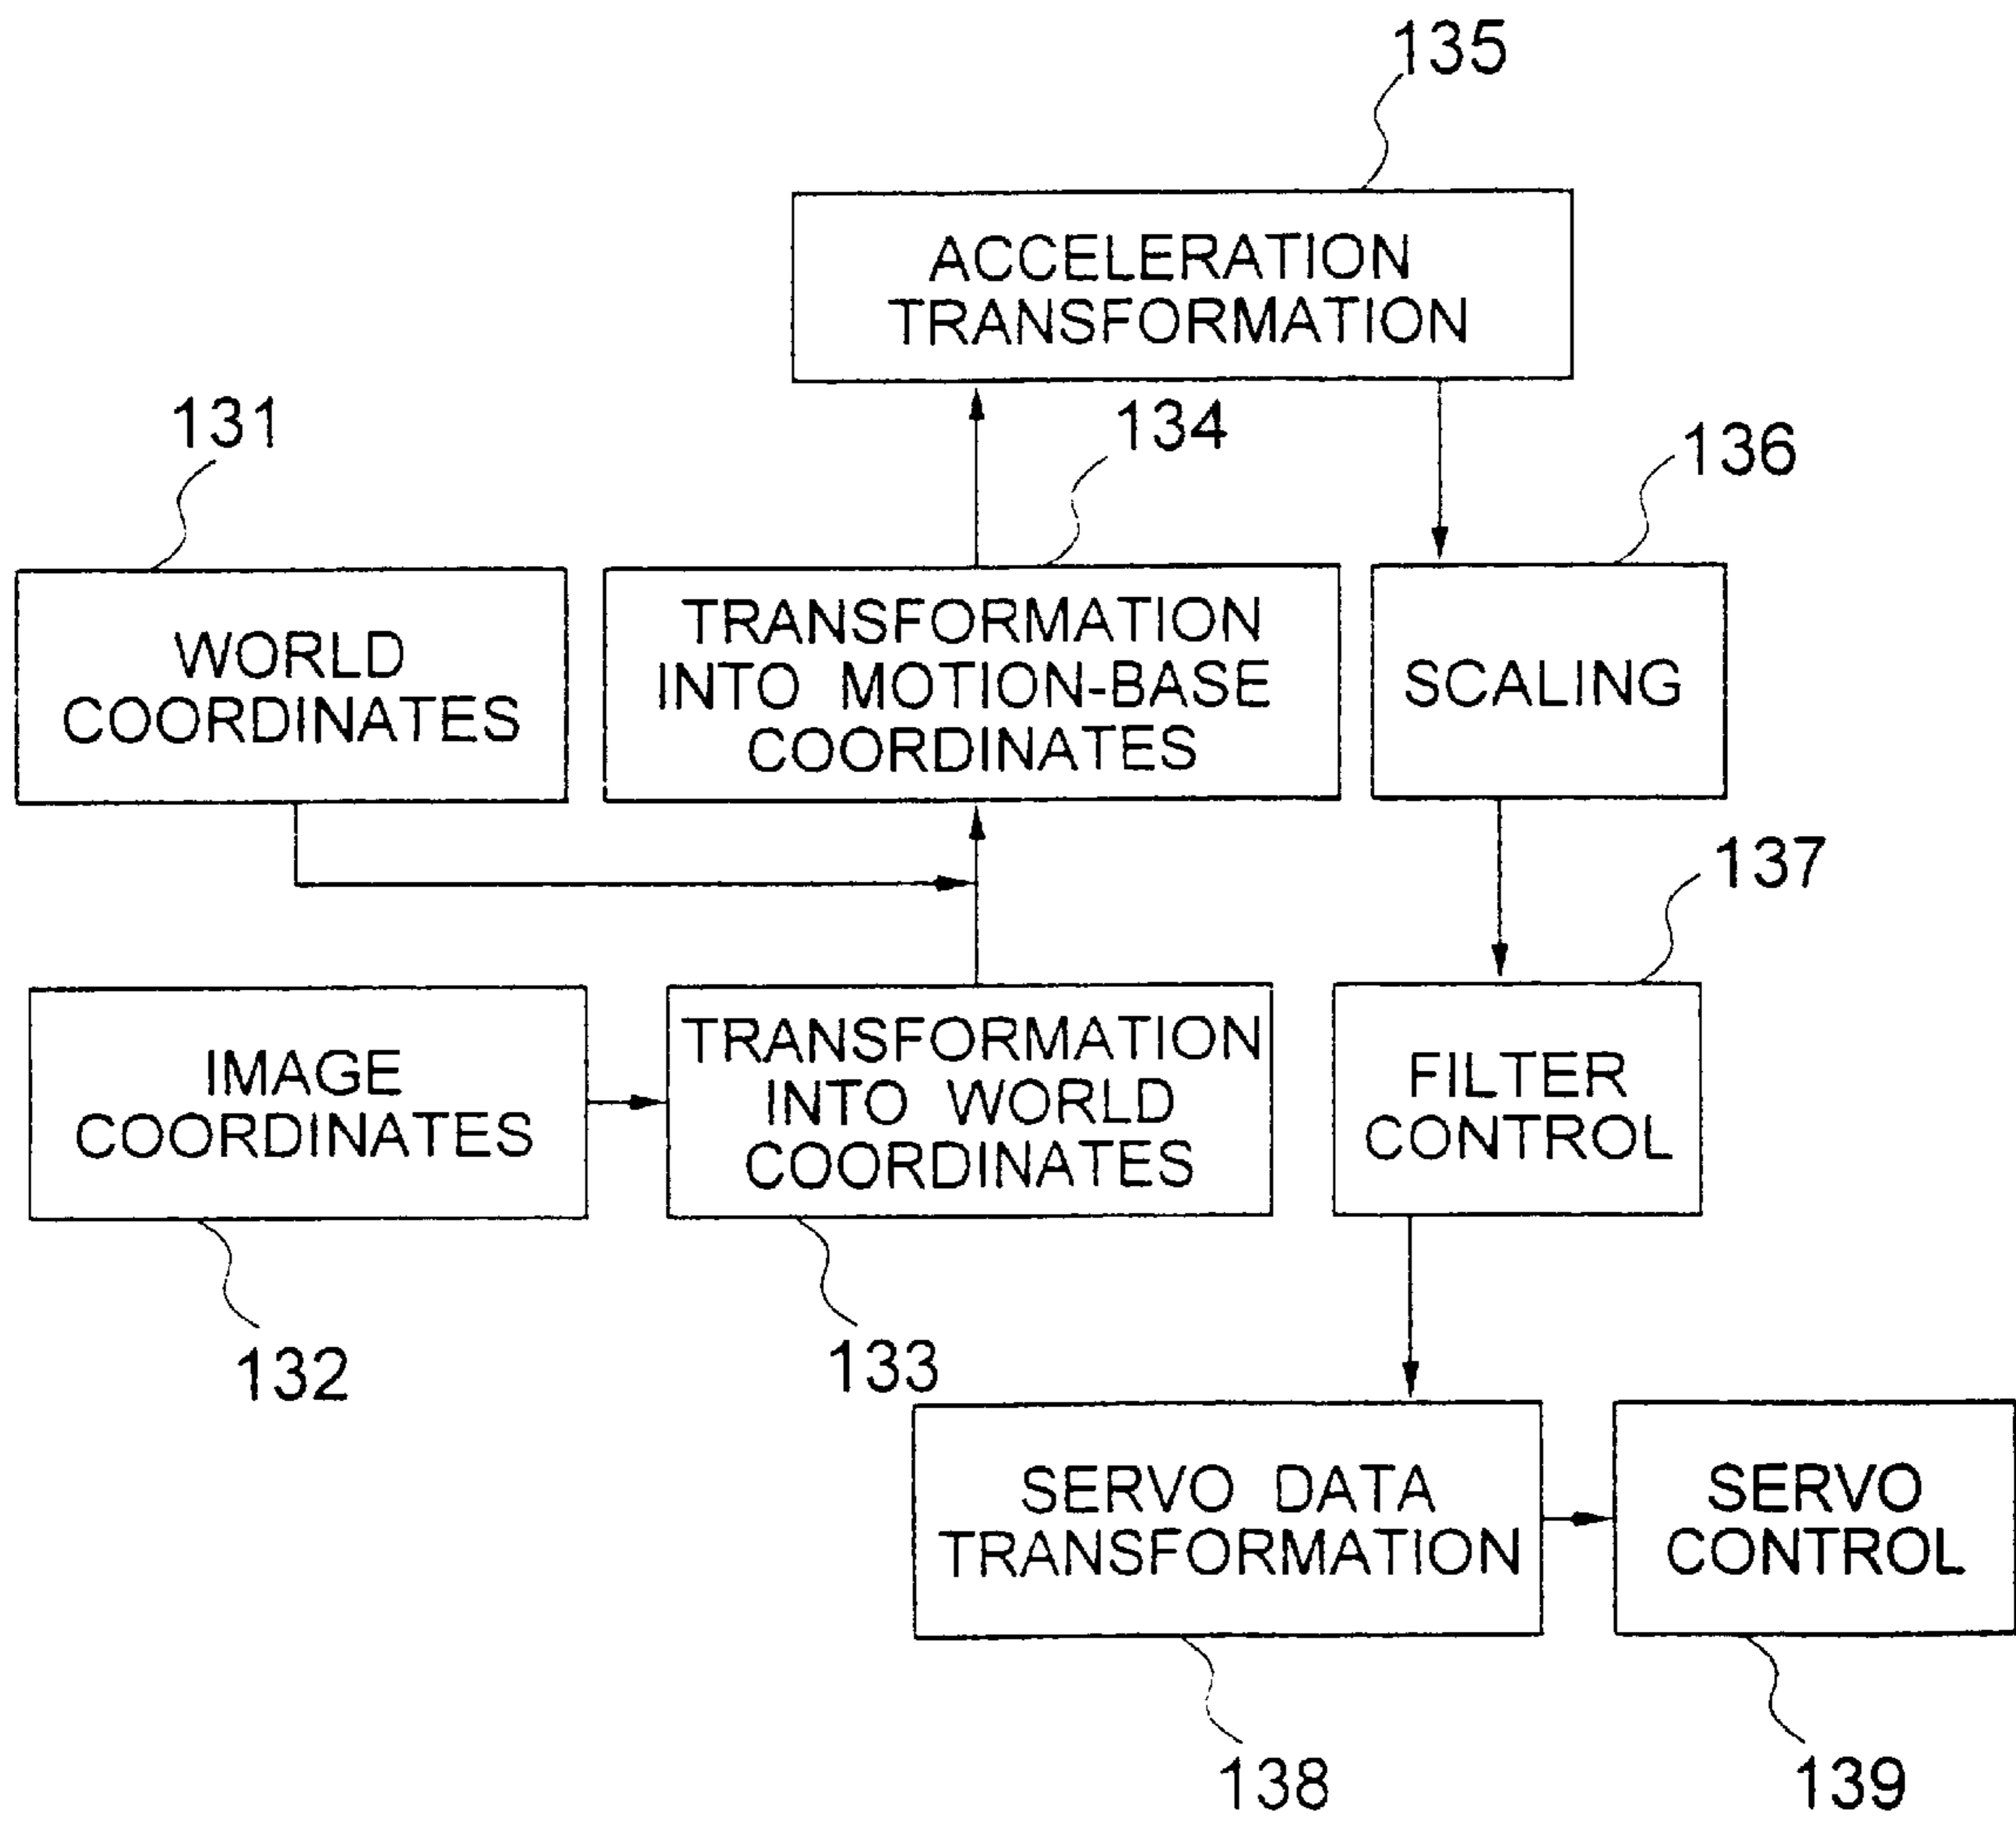 135
ACCELERATION
TRANSFORMATION
131
134
136
WORLD
COORDINATES
TRANSFORMATION
INTO MOTION-BASE
COORDINATES
SCALING
137
IMAGE
COORDINATES
TRANSFORMATION
INTO WORLD
COORDINATES
FILTER
CONTROL
132
133
SERVO DATA
TRANSFORMATION
SERVO
CONTROL
138
139